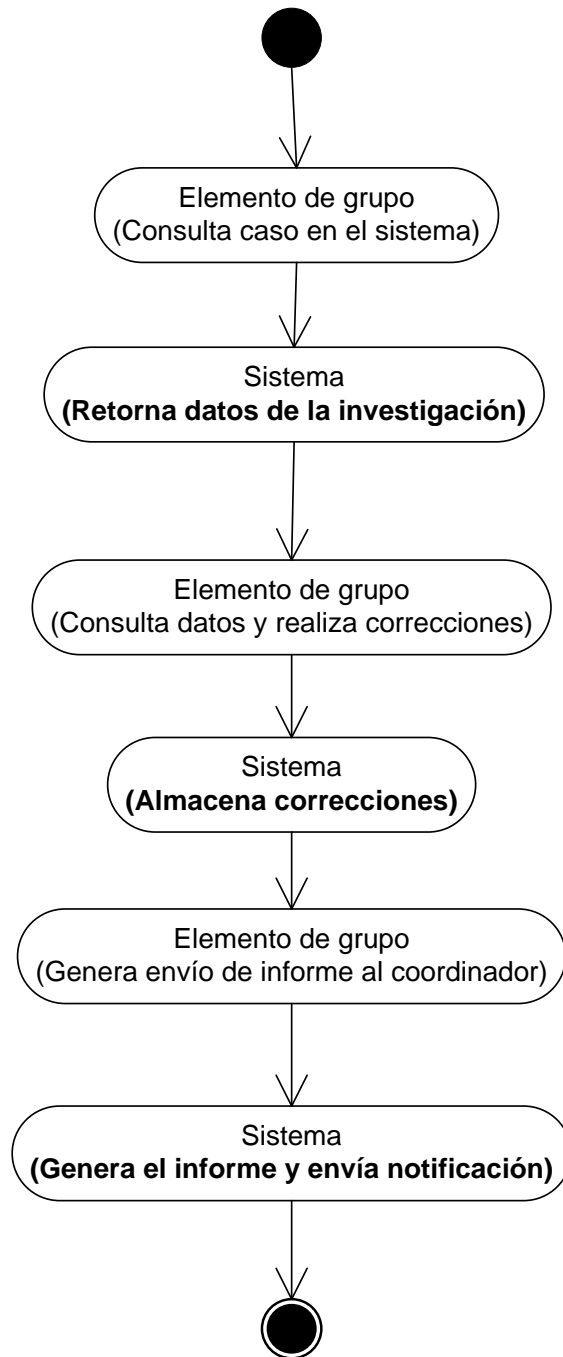 Elemento de grupo
(Consulta caso en el sistema)
Sistema
(Retorna datos de la investigación)
Elemento de grupo
(Consulta datos y realiza correcciones)
Sistema
(Almacena correcciones)
Elemento de grupo
(Genera envío de informe al coordinador)
Sistema
(Genera el informe y envía notificación)